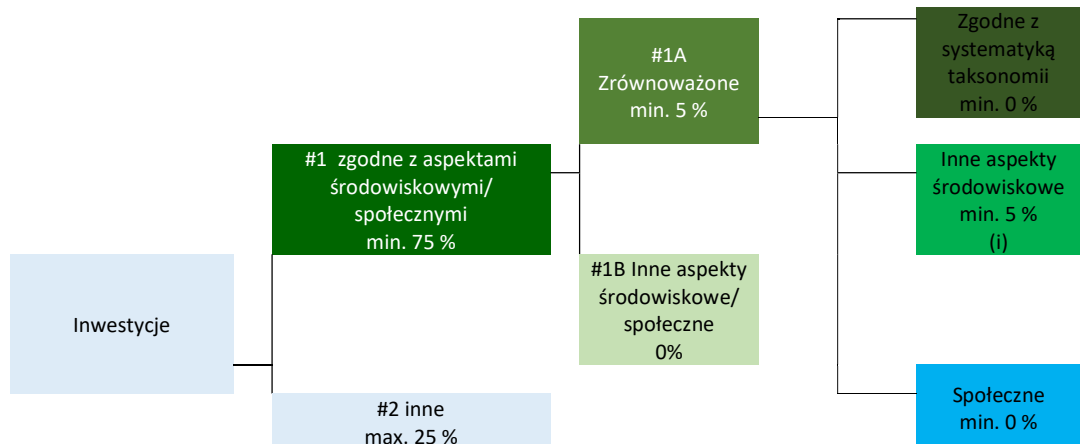 Inwestycje
#1 zgodne z aspektami
środowiskowymi/
społecznymi
min. 75 %
#2 inne
max. 25 %
#1A
Zrównoważone
min. 5 %
#1B Inne aspekty
środowiskowe/
społeczne
0%
Zgodne z
systematyką
taksonomii
min. 0 %
Inne aspekty
środowiskowe
min. 5 %
(i)
Społeczne
min. 0 %